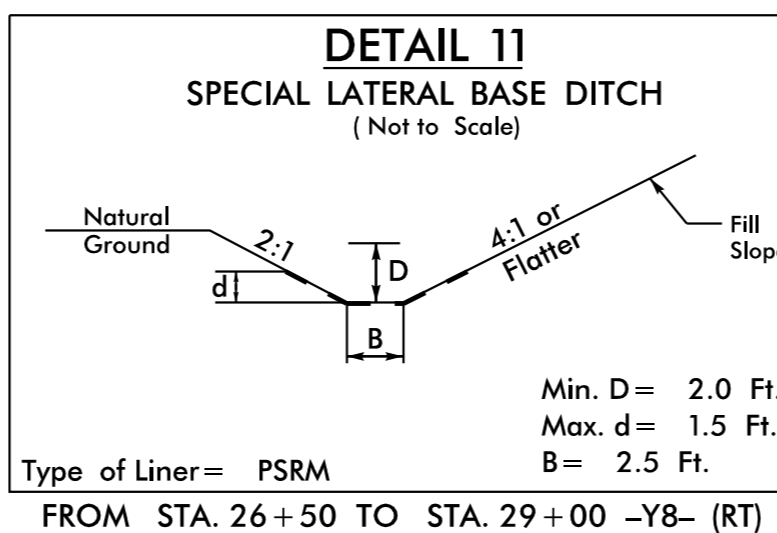 DETAIL 11
SPECIAL LATERAL BASE DITCH
( Not to Scale)
Natural
Ground
2:1
D
4:1 or
Flatter
Fill
Slope
d
B
Min. D= 2.0 Ft.
Max. d= 1.5 Ft.
B= 2.5 Ft.
Type of Liner= PSRM
FROM STA. 26+50 TO STA. 29+00 -Y8- (RT)